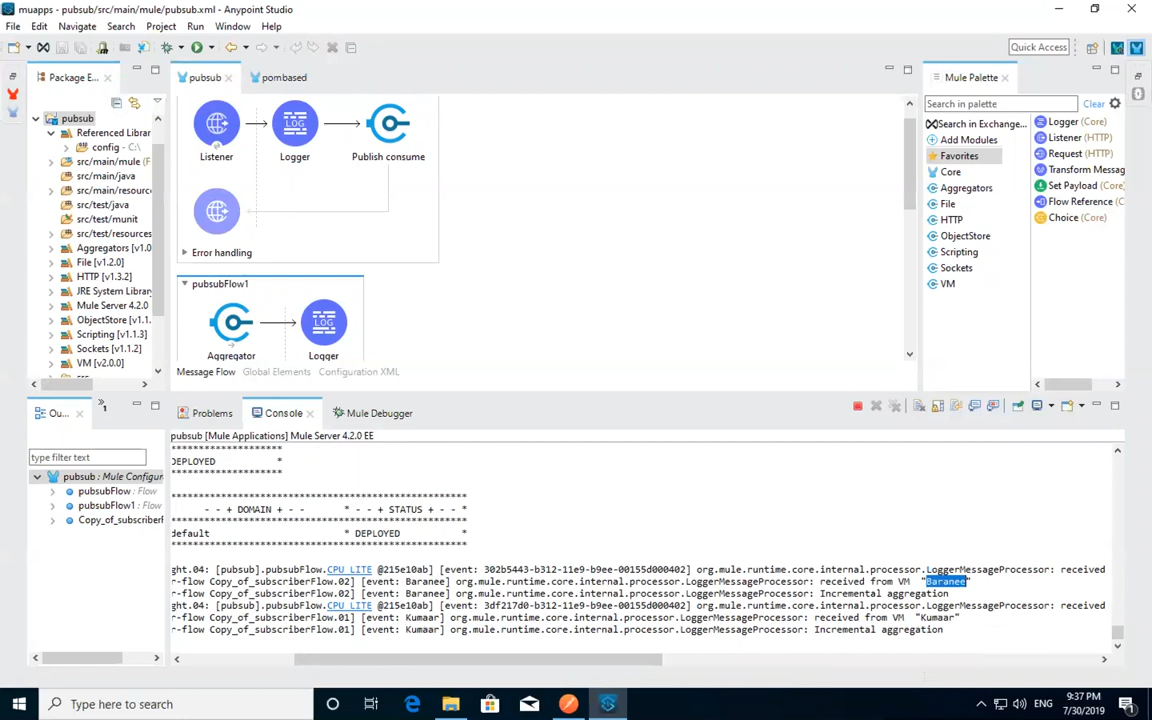 muapps - pubsub/src/main/mule/pubsub.xml - Anypoint Studio
File Edit Navigate Search Project Run Window Help
Quick Access
Package E...
pubsub
Referenced Librar
config - C:\
src/main/mule (F
src/main/java
src/main/resourc
src/test/java
src/test/munit
src/test/resources
Aggregators [v1.0
File [v1.2.0]
HTTP [v1.3.2]
JRE System Library
Mule Server 4.2.0
ObjectStore [v1.1.
Scripting [v1.1.3]
Sockets [v1.1.2]
VM [v2.0.0]
pubsub
pombased
LOG
Listener
Logger
Publish consume
Error handling
pubsubFlow1
LOG
Aggregator
Logger
Message Flow Global Elements Configuration XML
Mule Palette
Search in palette
Clear
Search in Exchange...
Add Modules
Favorites
Core
Aggregators
File
HTTP
ObjectStore
Scripting
Sockets
VM
Logger (Core)
Listener (HTTP)
Request (HTTP)
Transform Messag
Set Payload (Core)
Flow Reference (C
Choice (Core)
Ou...
1
type filter text
pubsub : Mule Configur
pubsubFlow : Flow
pubsubFlow1 : Flow
Copy_of_subscriberF
Problems
Console
Mule Debugger
pubsub [Mule Applications] Mule Server 4.2.0 EE
*******************
DEPLOYED *
*******************
**************************************************
- - + DOMAIN + - - * - - + STATUS + - - *
**************************************************
default * DEPLOYED *
**************************************************
ght.04: [pubsub].pubsubFlow.CPU_LITE @215e10ab] [event: 302b5443-b312-11e9-b9ee-00155d000402] org.mule.runtime.core.internal.processor.LoggerMessageProcessor: received
r-flow Copy_of_subscriberFlow.02] [event: Baranee] org.mule.runtime.core.internal.processor.LoggerMessageProcessor: received from VM "Baranee"
r-flow Copy_of_subscriberFlow.02] [event: Baranee] org.mule.runtime.core.internal.processor.LoggerMessageProcessor: Incremental aggregation
ght.04: [pubsub].pubsubFlow.CPU_LITE @215e10ab] [event: 3df217d0-b312-11e9-b9ee-00155d000402] org.mule.runtime.core.internal.processor.LoggerMessageProcessor: received
r-flow Copy_of_subscriberFlow.01] [event: Kumaar] org.mule.runtime.core.internal.processor.LoggerMessageProcessor: received from VM "Kumaar"
r-flow Copy_of_subscriberFlow.01] [event: Kumaar] org.mule.runtime.core.internal.processor.LoggerMessageProcessor: Incremental aggregation
Type here to search
ENG
9:37 PM
7/30/2019
1